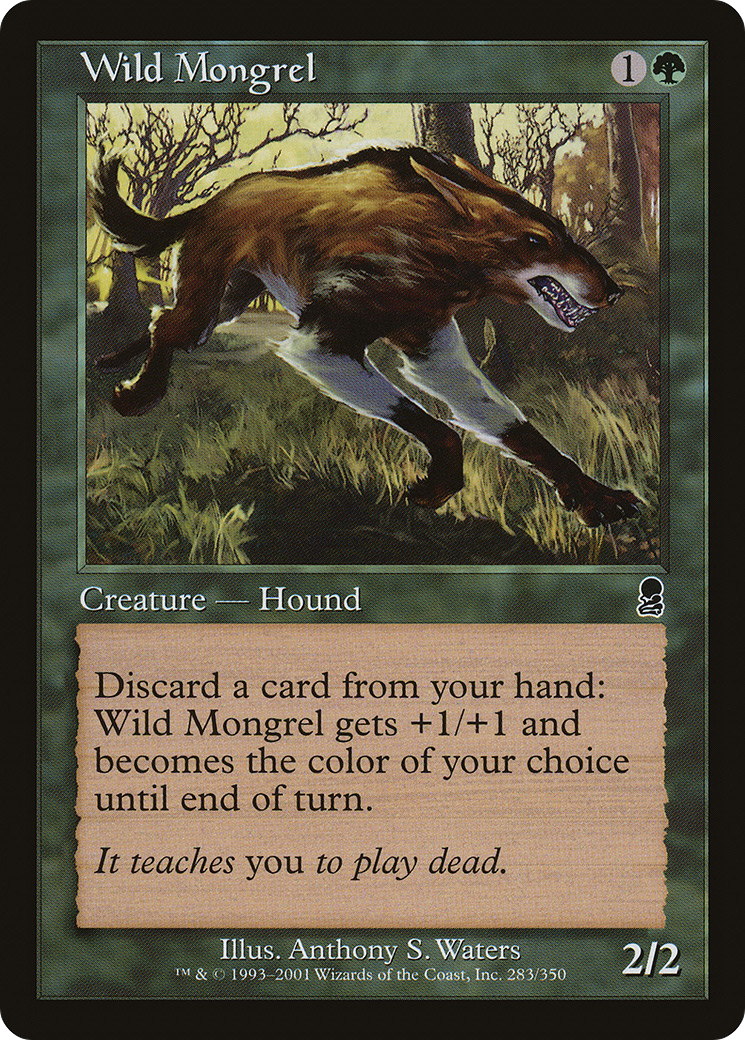 Wild Mongrel 1
Creature — Hound
Discard a card from your hand:
Wild Mongrel gets +1/+1 and
becomes the color of your choice
until end of turn.
It teaches you to play dead.
Illus. Anthony S. Waters
™ & © 1993–2001 Wizards of the Coast, Inc. 283/350
2/2